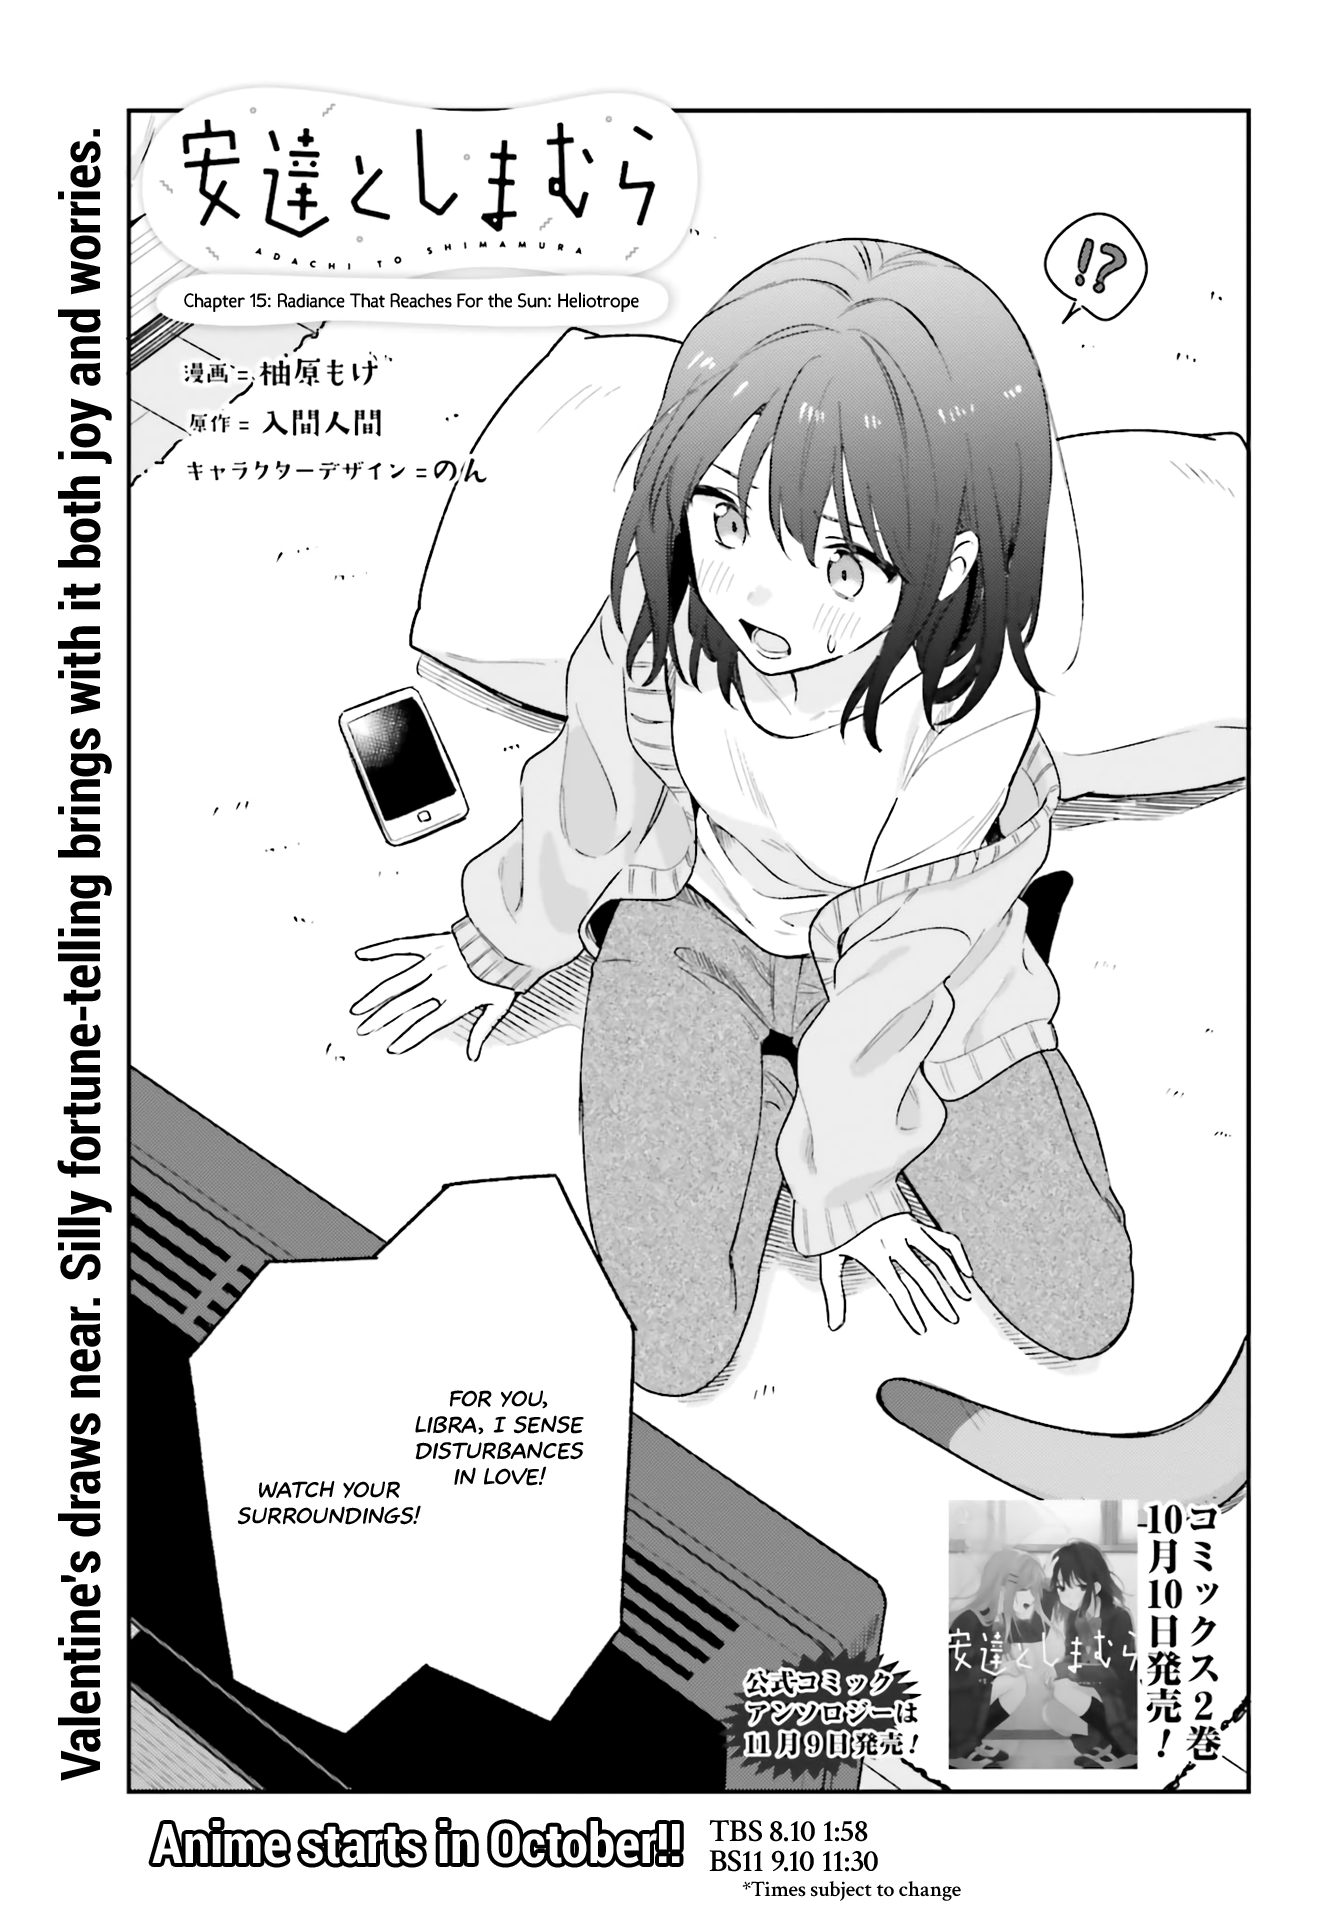 Valentine's draws near. Silly fortune-telling brings with it both joy and worries.
安達としまむら
ADACHI TO SHIMAMURA
Chapter 15: Radiance That Reaches For the Sun: Heliotrope
漫画=柚原もけ
原作=入間人間
キャラクターデザイン=のん
!?
FOR YOU,
LIBRA, I SENSE
DISTURBANCES
IN LOVE!
WATCH YOUR
SURROUNDINGS!
コミックス2巻
10月10日発売!
安達としまむら
公式コミック
アンソロジーは
11月9日発売!
Anime starts in October!!
TBS 8.10 1:58
BS11 9.10 11:30
*Times subject to change